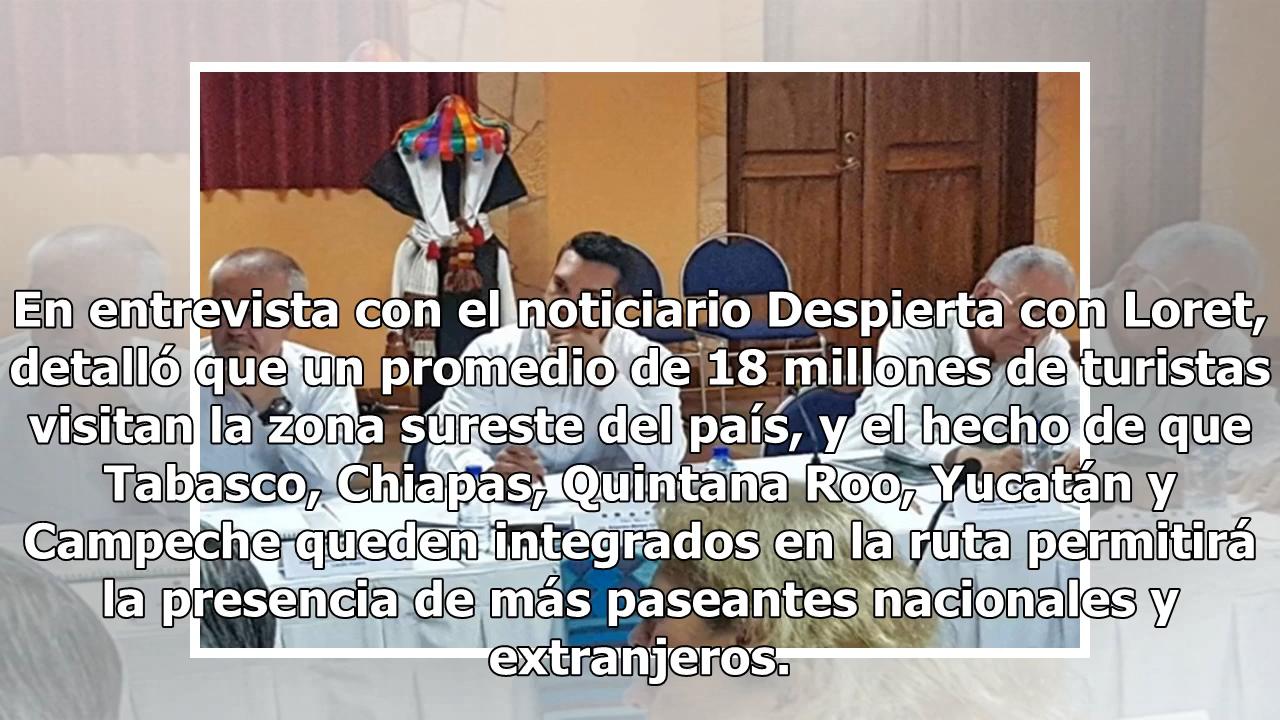 En entrevista con el noticiario Despierta con Loret,
detalló que un promedio de 18 millones de turistas
visitan la zona sureste del país, y el hecho de que
Tabasco, Chiapas, Quintana Roo, Yucatán y
Campeche queden integrados en la ruta permitirá
la presencia de más paseantes nacionales y
extranjeros.